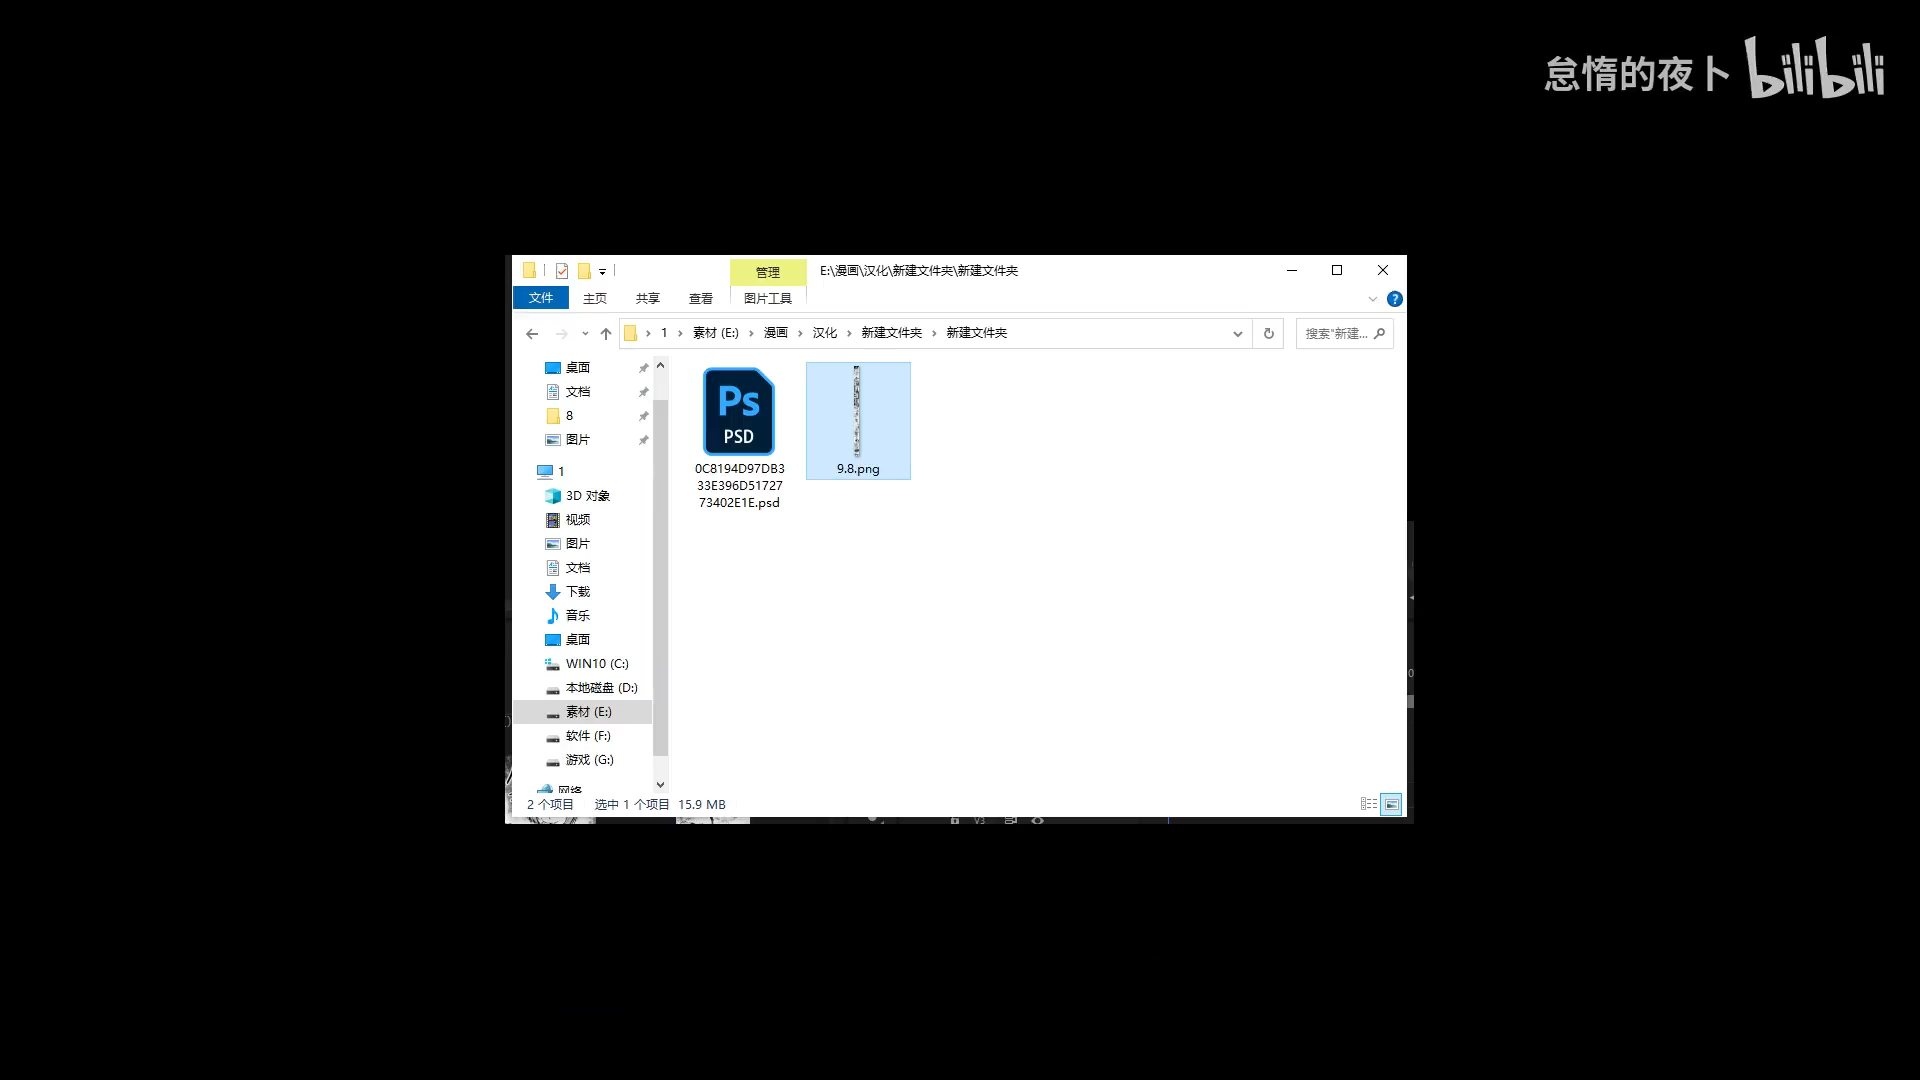 怠惰的夜卜 bilibili
管理
E:\漫画\汉化\新建文件夹\新建文件夹
文件
主页
共享
查看
图片工具
1
素材 (E:)
漫画
汉化
新建文件夹
新建文件夹
搜索"新建...
桌面
文档
8
图片
1
3D 对象
视频
图片
文档
下载
音乐
桌面
WIN10 (C:)
本地磁盘 (D:)
素材 (E:)
软件 (F:)
游戏 (G:)
网络
Ps
PSD
0C8194D97DB3
33E396D51727
73402E1E.psd
9.8.png
2 个项目
选中 1 个项目 15.9 MB
V3